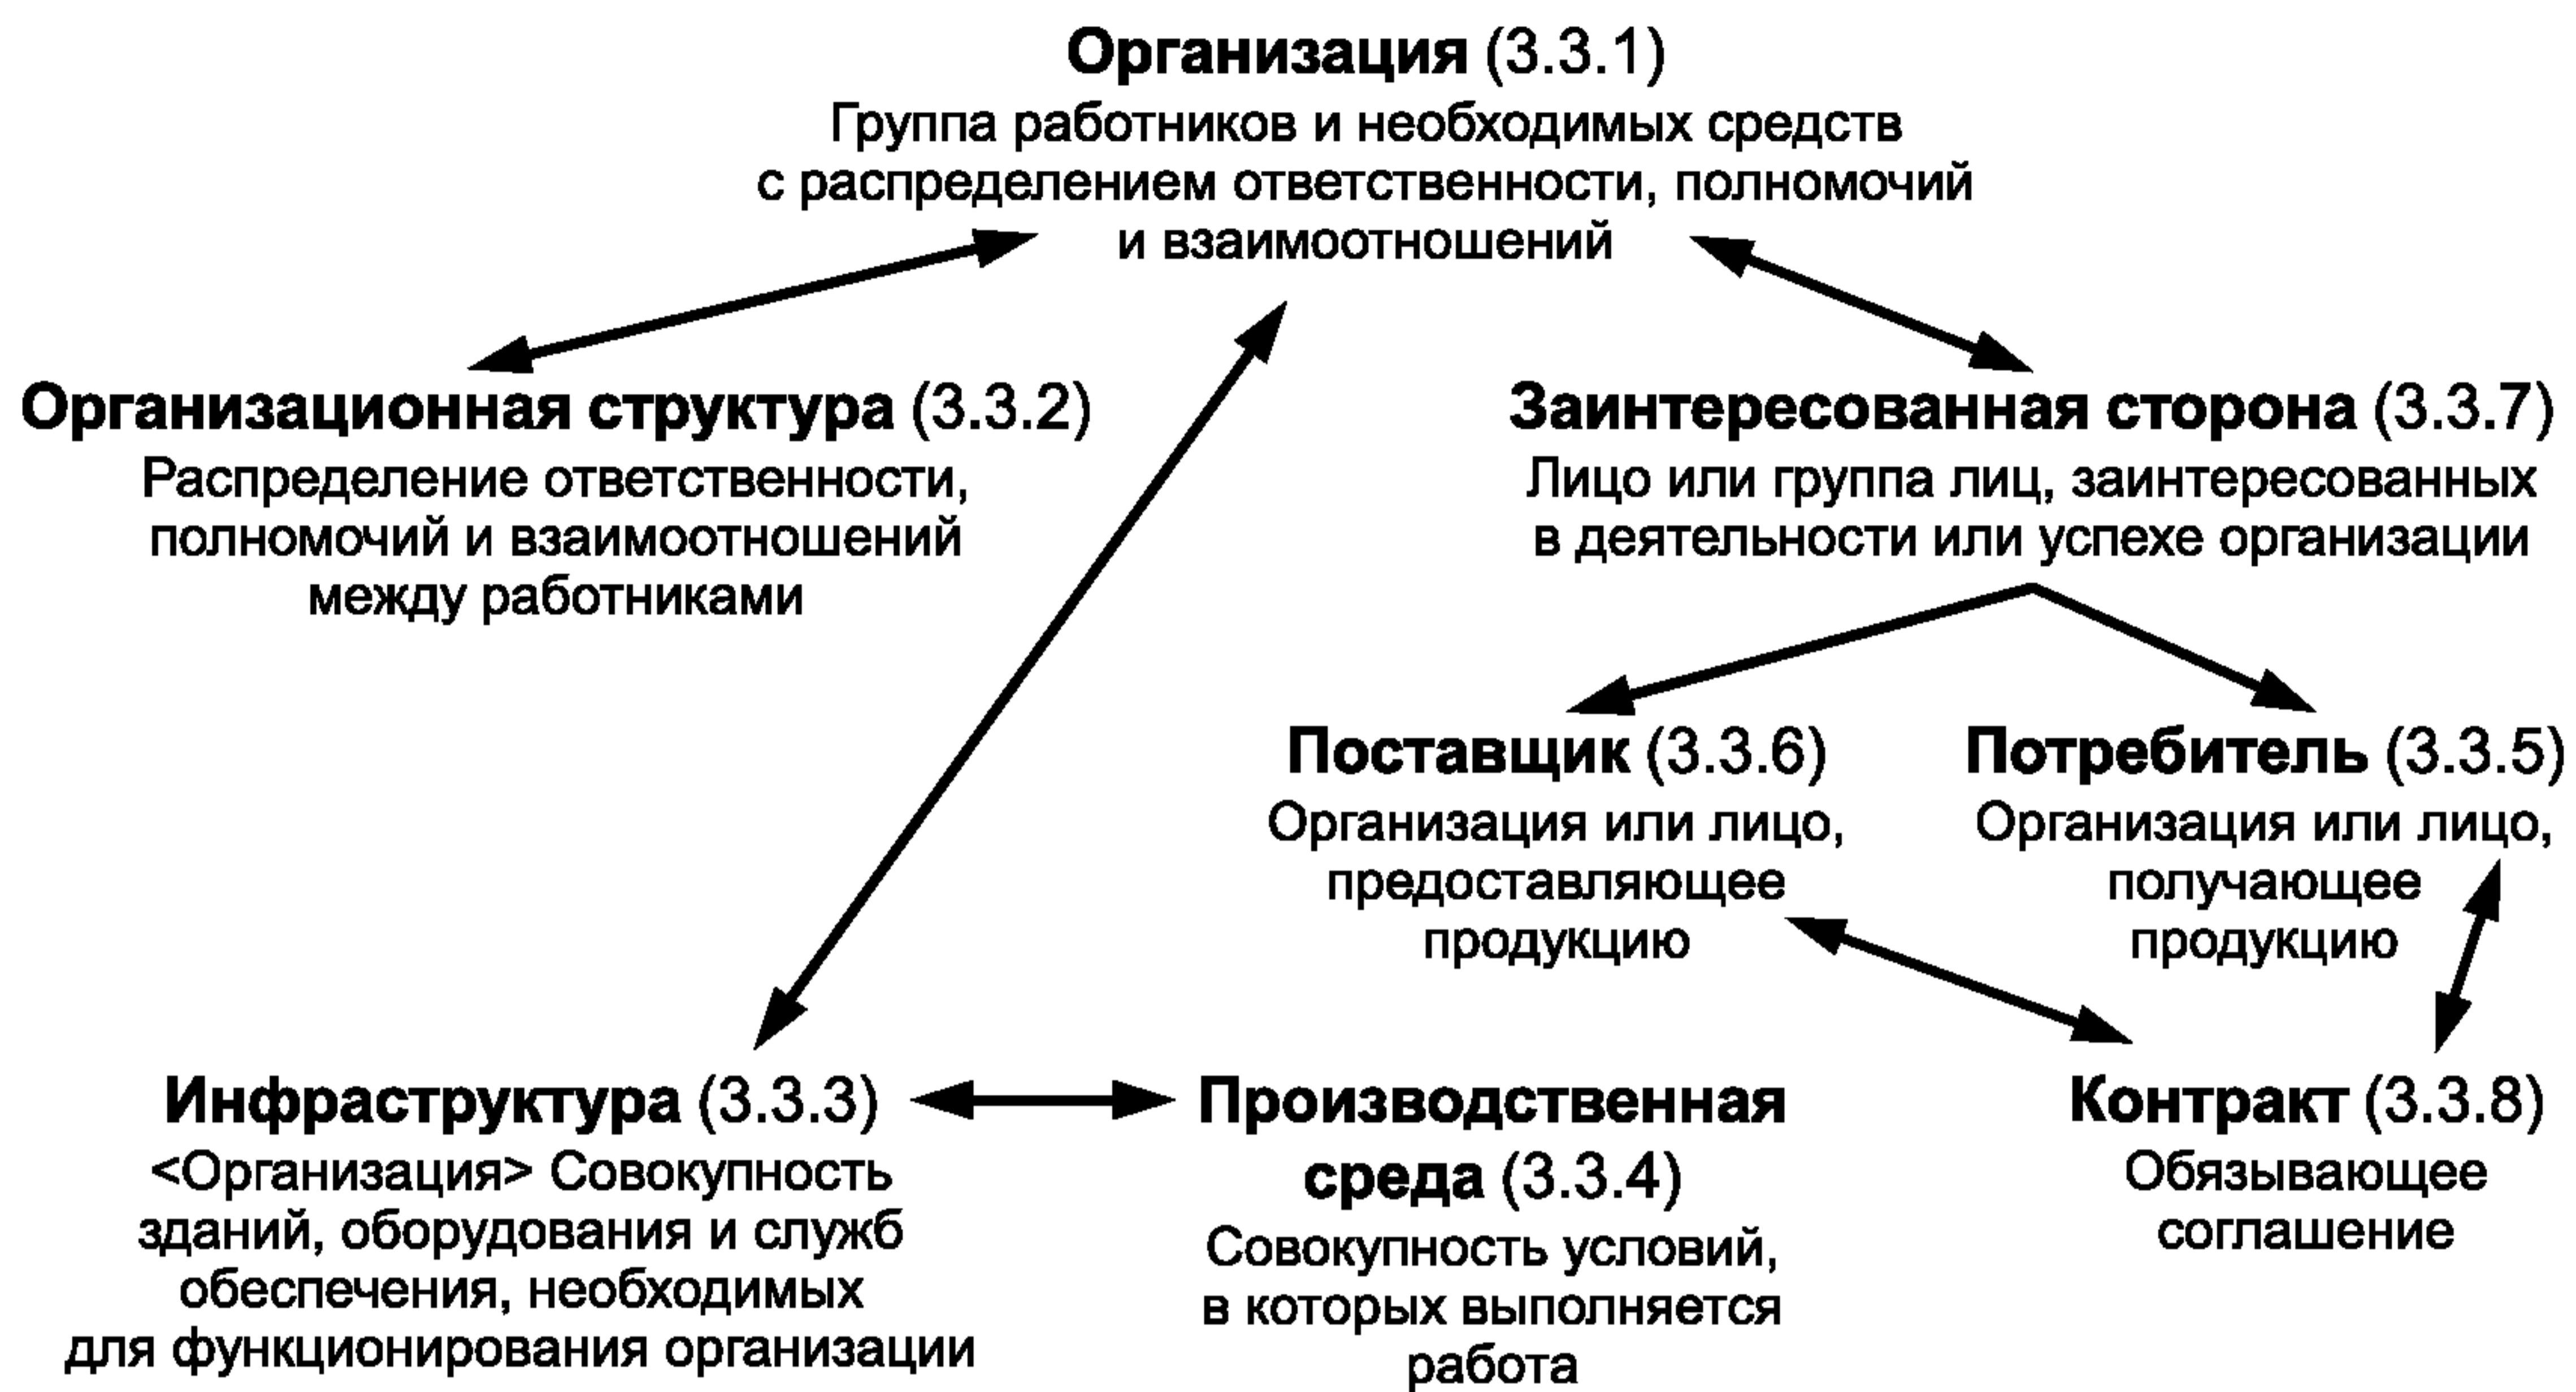 Организация (3.3.1)
Группа работников и необходимых средств
с распределением ответственности, полномочий
и взаимоотношений
Организационная структура (3.3.2)
Распределение ответственности,
полномочий и взаимоотношений
между работниками
Заинтересованная сторона (3.3.7)
Лицо или группа лиц, заинтересованных
в деятельности или успехе организации
Поставщик (3.3.6)
Организация или лицо,
предоставляющее
продукцию
Потребитель (3.3.5)
Организация или лицо,
получающее
продукцию
Инфраструктура (3.3.3)
<Организация> Совокупность
зданий, оборудования и служб
обеспечения, необходимых
для функционирования организации
Производственная
среда (3.3.4)
Совокупность условий,
в которых выполняется
работа
Контракт (3.3.8)
Обязывающее
соглашение